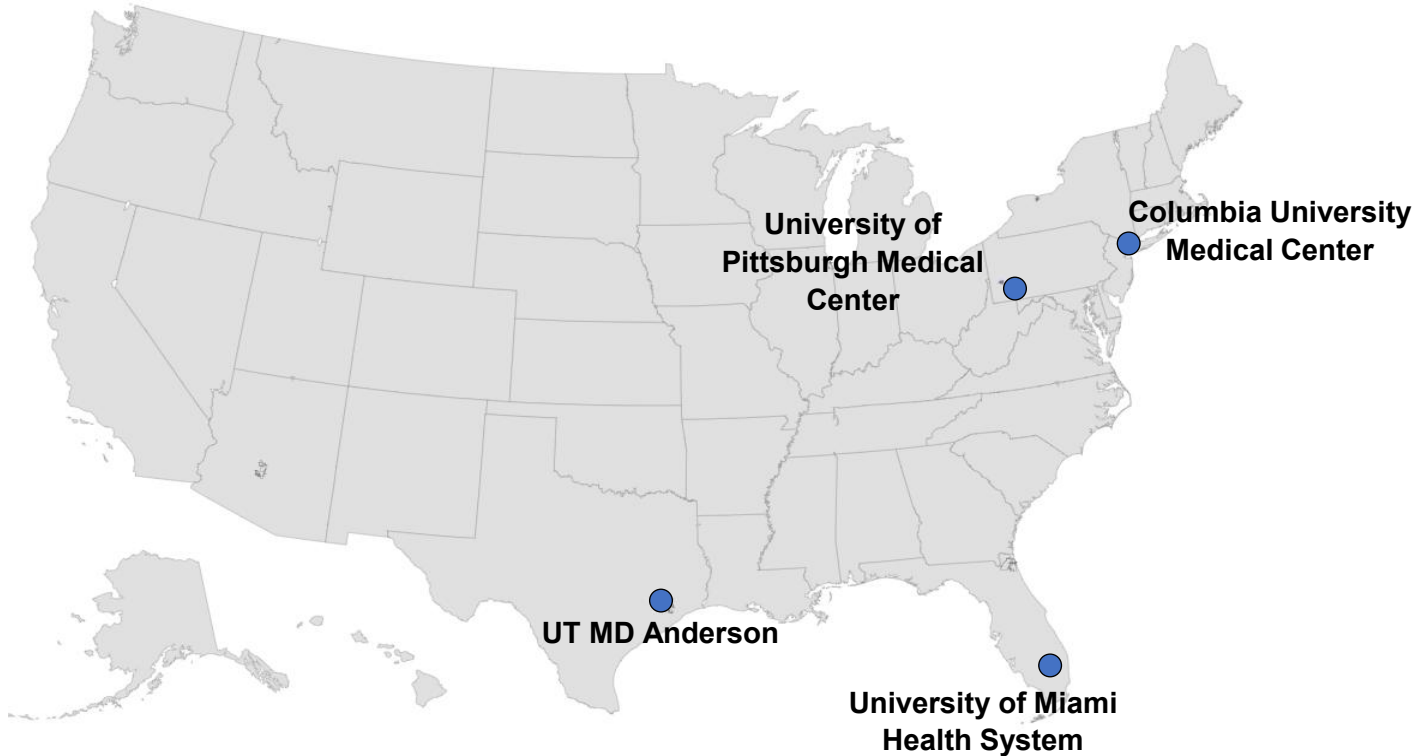 University of
Pittsburgh Medical
Center
Columbia University
Medical Center
UT MD Anderson
University of Miami
Health System